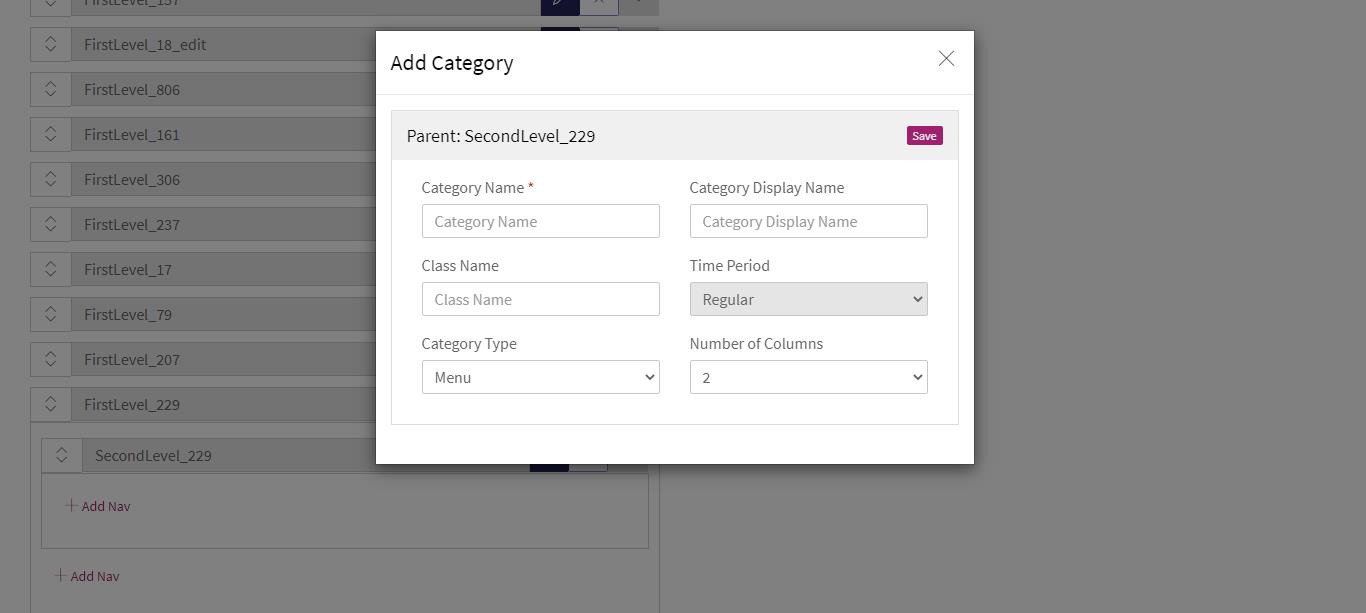 FirstLevel_157
FirstLevel_18_edit
FirstLevel_806
FirstLevel_161
FirstLevel_306
FirstLevel_237
FirstLevel_17
FirstLevel_79
FirstLevel_207
FirstLevel_229
SecondLevel_229
Add Nav
Add Nav
Add Category
Parent: SecondLevel_229
Save
Category Name *
Category Display Name
Category Name
Category Display Name
Class Name
Time Period
Class Name
Regular
Category Type
Number of Columns
Menu
2